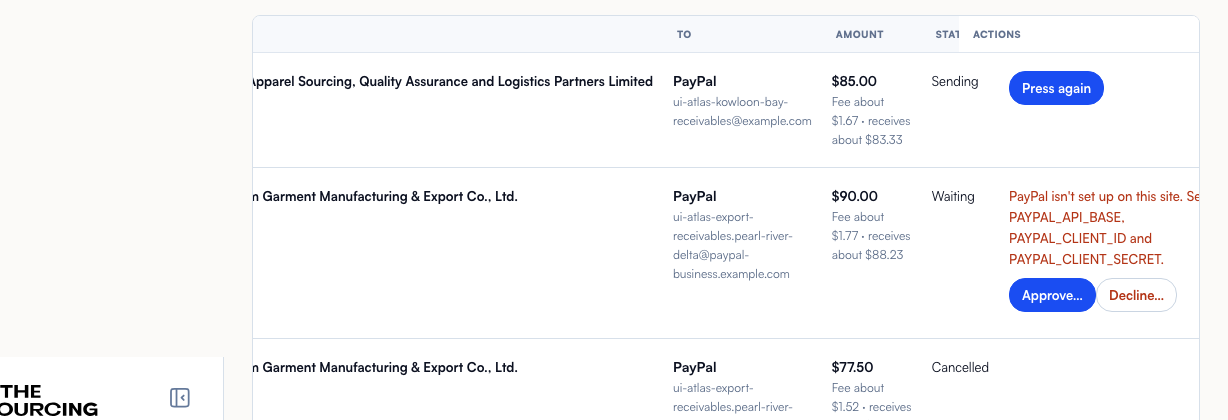 TO AMOUNT STAT ACTIONS
Apparel Sourcing, Quality Assurance and Logistics Partners Limited
PayPal
ui-atlas-kowloon-bay-
receivables@example.com
$85.00
Fee about
$1.67 · receives
about $83.33
Sending
Press again
Garment Manufacturing & Export Co., Ltd.
PayPal
ui-atlas-export-
receivables.pearl-river-
delta@paypal-
business.example.com
$90.00
Fee about
$1.77 · receives
about $88.23
Waiting
PayPal isn't set up on this site. Se
PAYPAL_API_BASE,
PAYPAL_CLIENT_ID and
PAYPAL_CLIENT_SECRET.
Approve...
Decline...
Garment Manufacturing & Export Co., Ltd.
PayPal
ui-atlas-export-
receivables.pearl-river-
$77.50
Fee about
$1.52 · receives
Cancelled
THE
OURCING